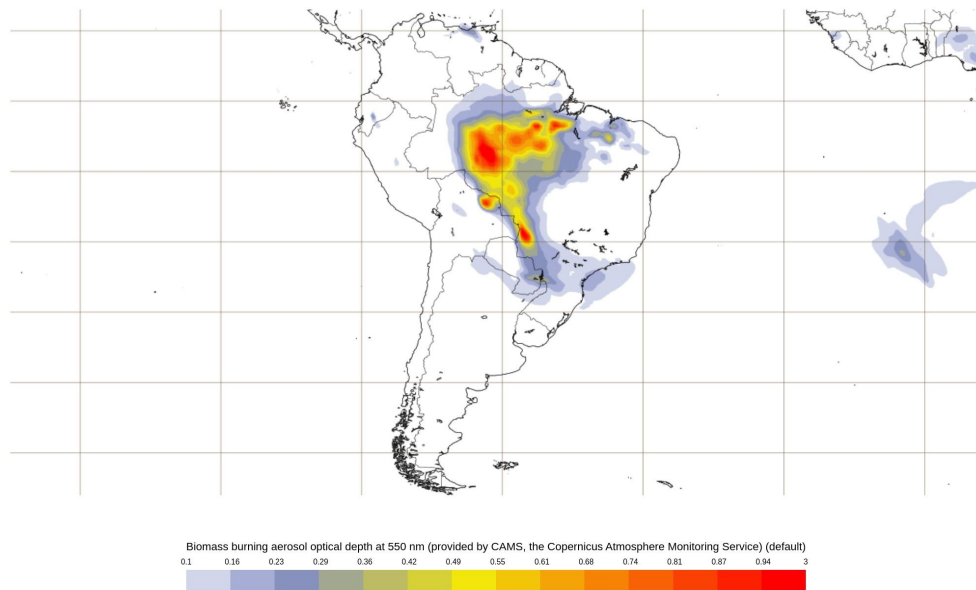 Biomass burning aerosol optical depth at 550 nm (provided by CAMS, the Copernicus Atmosphere Monitoring Service) (default)
0.1 0.16 0.23 0.29 0.36 0.42 0.49 0.55 0.61 0.68 0.74 0.81 0.87 0.94 3